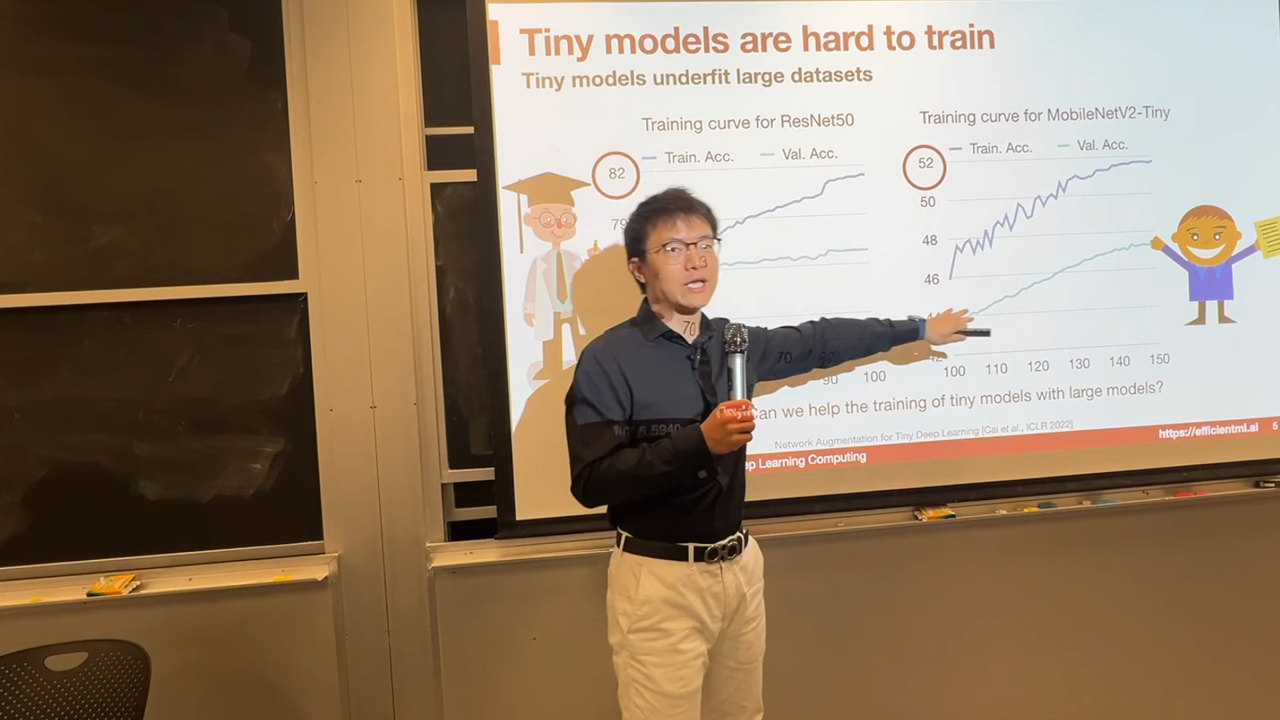 Tiny models are hard to train
Tiny models underfit large datasets
Training curve for ResNet50
Train. Acc.
Val. Acc.
82
79
70
70
90
100
Training curve for MobileNetV2-Tiny
Train. Acc.
Val. Acc.
52
50
48
46
100
110
120
130
140
150
Can we help the training of tiny models with large models?
Network Augmentation for Tiny Deep Learning [Cai et al., ICLR 2022]
Learning Computing
https://efficientml.ai
5